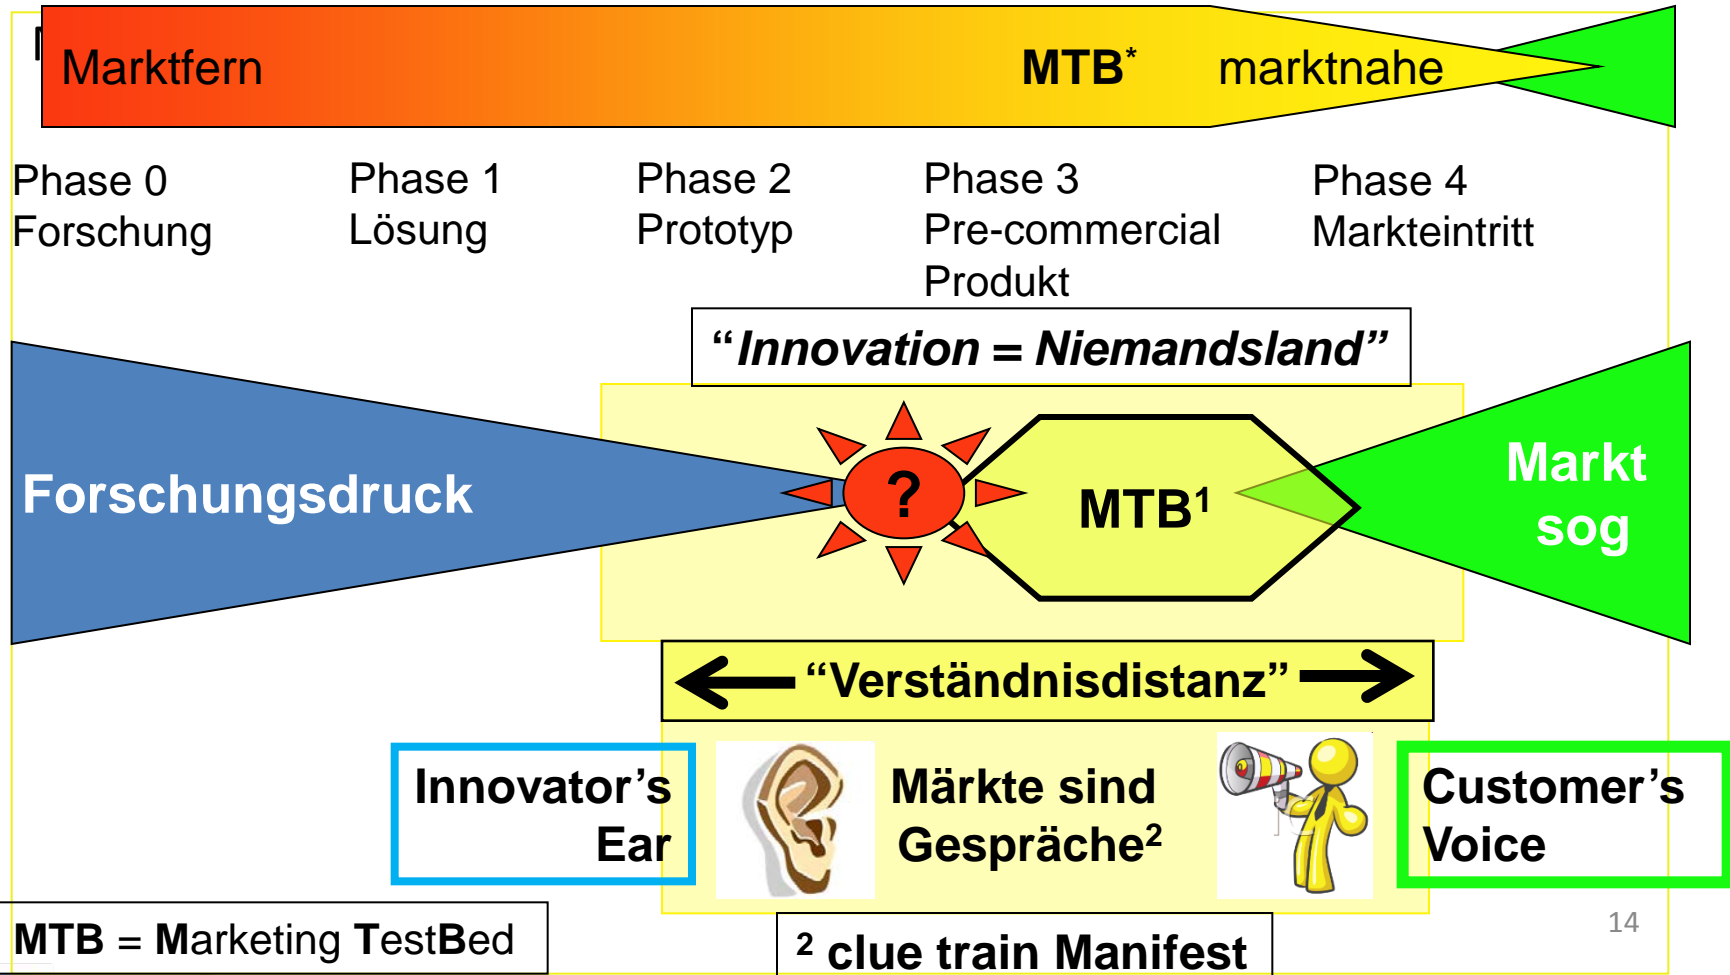 Marktfern MTB* marktnahe
Phase 0
Forschung
Phase 1
Lösung
Phase 2
Prototyp
Phase 3
Pre-commercial
Produkt
Phase 4
Markteintritt
“Innovation = Niemandsland”
Forschungsdruck
?
MTB¹
Markt
sog
“Verständnisdistanz”
Innovator’s
Ear
Märkte sind
Gespräche²
Customer’s
Voice
MTB = Marketing TestBed
² clue train Manifest
14